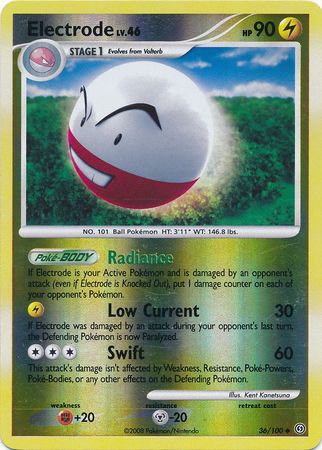 Electrode LV.46 HP 90
STAGE 1 Evolves from Voltorb
NO. 101 Ball Pokémon HT: 3'11" WT: 146.8 lbs.
Poké-BODY Radiance
If Electrode is your Active Pokémon and is damaged by an opponent's
attack (even if Electrode is Knocked Out), put 1 damage counter on each
of your opponent's Pokémon.
Low Current 30
If Electrode was damaged by an attack during your opponent's last turn,
the Defending Pokémon is now Paralyzed.
Swift 60
This attack's damage isn't affected by Weakness, Resistance, Poké-Powers,
Poké-Bodies, or any other effects on the Defending Pokémon.
Illus. Kent Kanetsuna
weakness resistance retreat cost
+20 -20
©2008 Pokémon/Nintendo 36/100